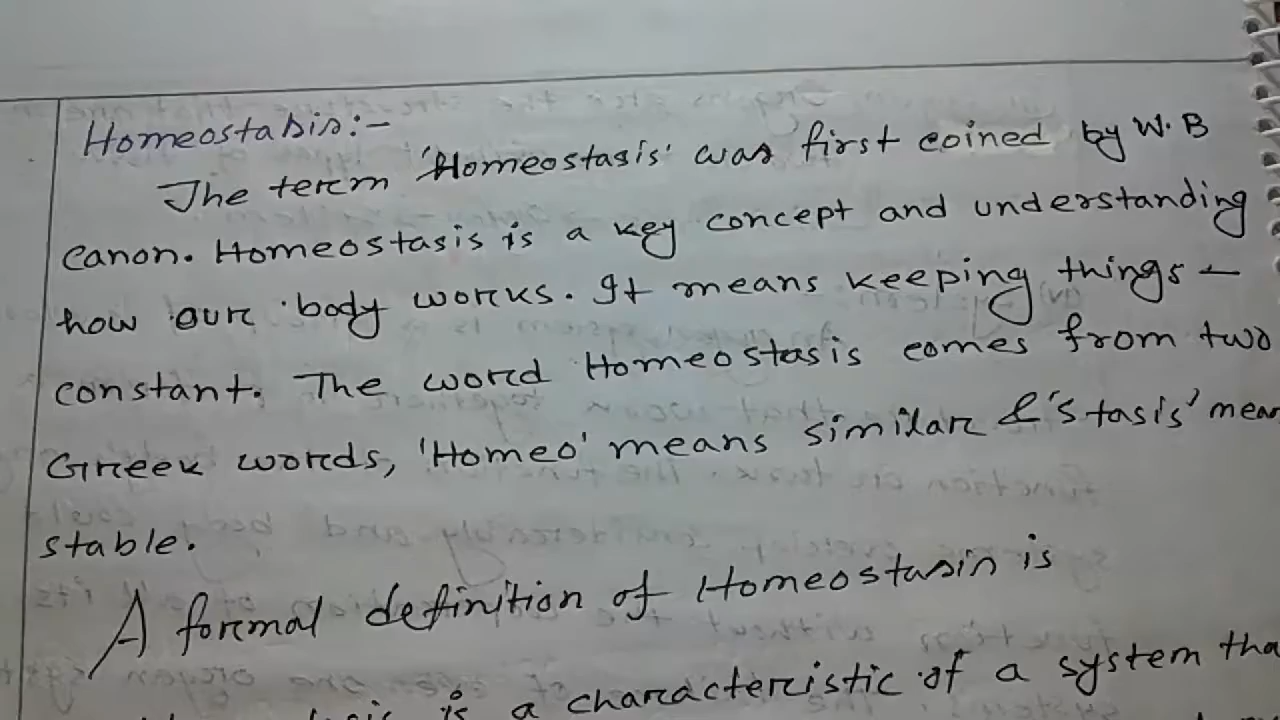 Homeostasis:-
The term 'Homeostasis' was first coined by W.B
canon. Homeostasis is a key concept and understanding
how our body works. It means keeping things –
constant. The word Homeostasis comes from two
Greek words, 'Homeo' means similar & 'stasis' mean
stable.
A formal definition of Homeostasis is
is a characteristic of a system tha